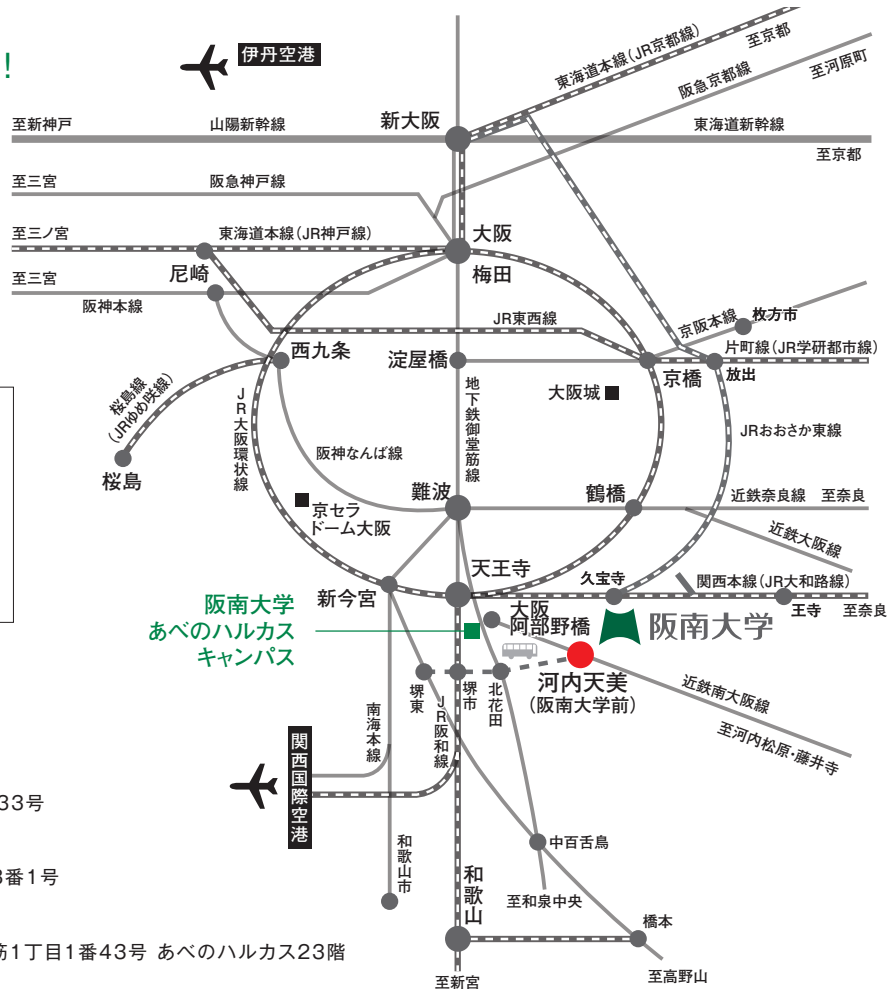 !
伊丹空港
東海道本線(JR京都線)
至京都
阪急京都線
至河原町
至新神戸
山陽新幹線
新大阪
東海道新幹線
至京都
至三宮
阪急神戸線
至三ノ宮
東海道本線(JR神戸線)
大阪
梅田
尼崎
至三宮
阪神本線
JR東西線
京阪本線
枚方市
片町線(JR学研都市線)
西九条
淀屋橋
京橋
放出
桜島線
(JRゆめ咲線)
JR大阪環状線
地下鉄御堂筋線
大阪城
JRおおさか東線
阪神なんば線
桜島
難波
鶴橋
近鉄奈良線
至奈良
京セラ
ドーム大阪
近鉄大阪線
天王寺
久宝寺
関西本線(JR大和路線)
新今宮
王寺
至奈良
阪南大学
あべのハルカス
キャンパス
大阪
阿部野橋
阪南大学
河内天美
(阪南大学前)
近鉄南大阪線
至河内松原・藤井寺
堺東
堺市
北花田
南海本線
JR阪和線
関西国際空港
33号
和歌山市
中百舌鳥
番1号
和歌山
至和泉中央
橋本
筋1丁目1番43号 あべのハルカス23階
至新宮
至高野山